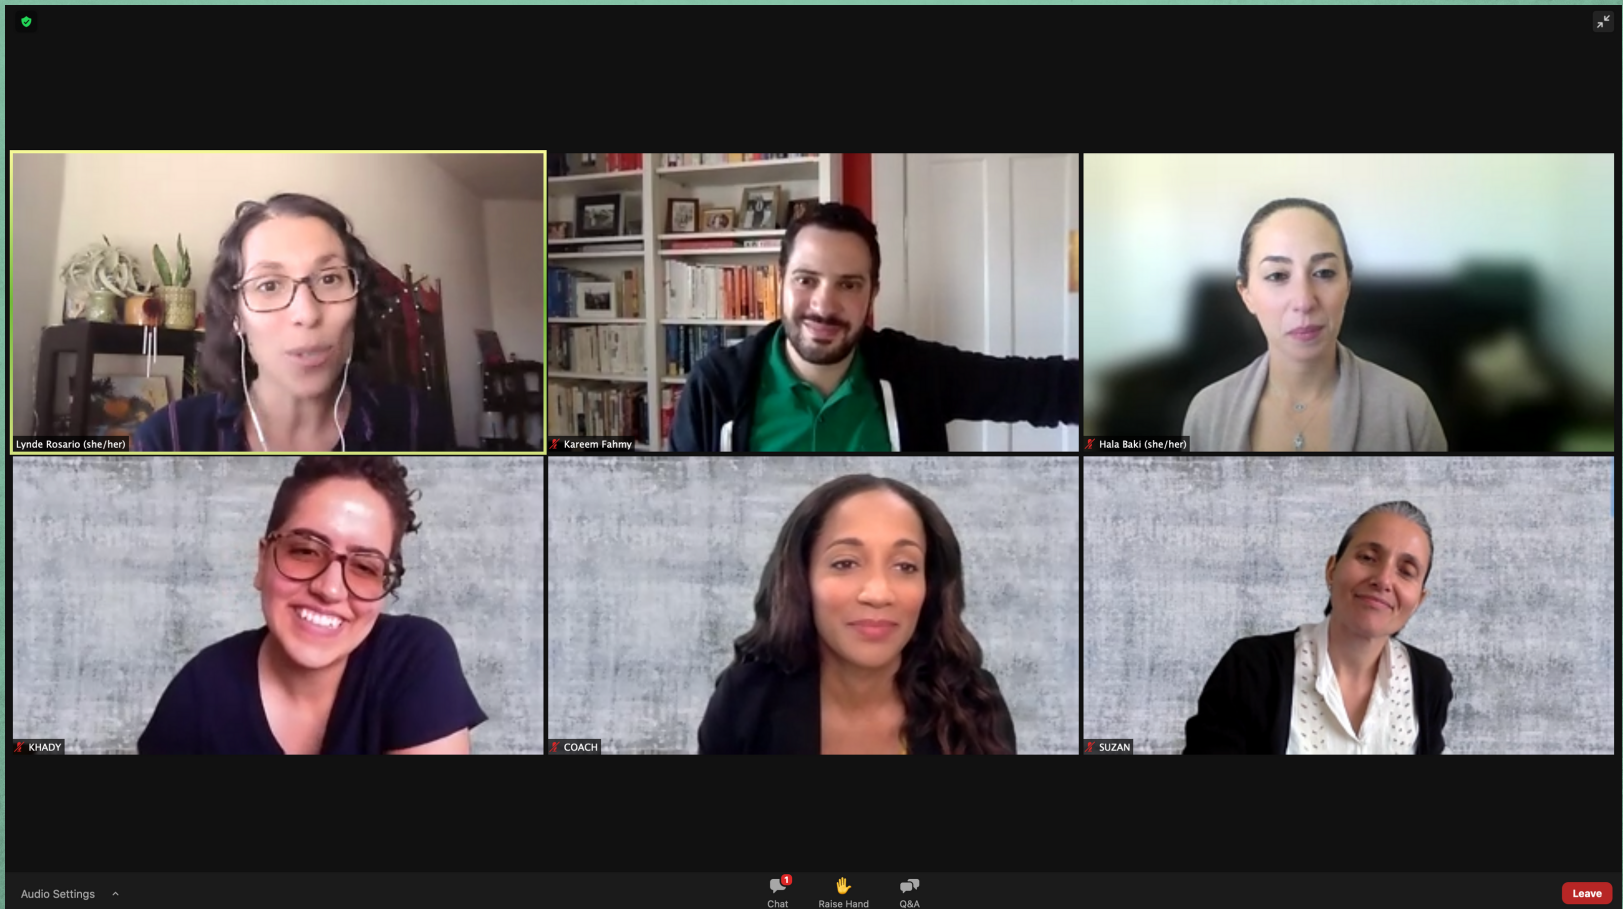 Lynde Rosario (she/her)
Kareem Fahmy
Hala Baki (she/her)
KHADY
COACH
SUZAN
Audio Settings
1
Chat
Raise Hand
Q&A
Leave